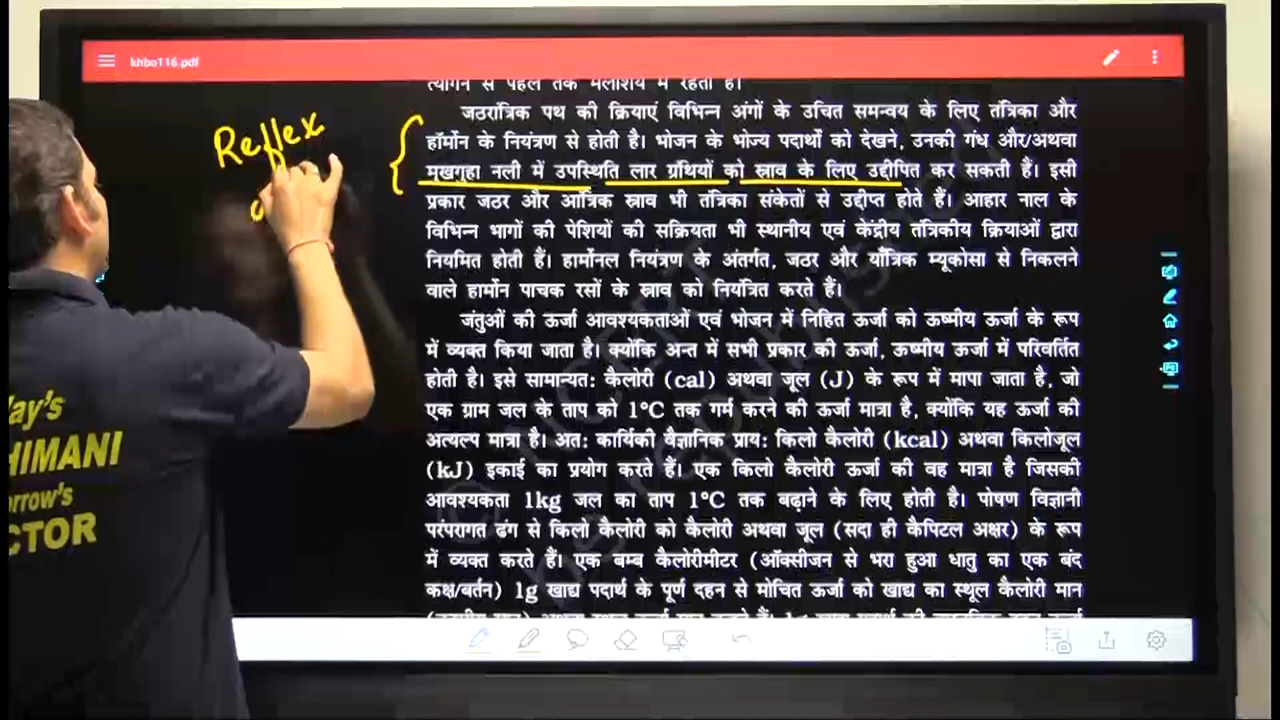 khbo116.pdf
त्यागने से पहले तक मलाशय में रहता है।
Reflex
जठरांत्रिक पथ की क्रियाएं विभिन्न अंगों के उचित समन्वय के लिए तंत्रिका और
हॉर्मोन के नियंत्रण से होती है। भोजन के भोज्य पदार्थों को देखने, उनकी गंध और/अथवा
मुखगुहा नली में उपस्थिति लार ग्रंथियों को स्राव के लिए उद्दीपित कर सकती हैं। इसी
प्रकार जठर और आंत्रिक स्राव भी तंत्रिका संकेतों से उद्दीप्त होते हैं। आहार नाल के
विभिन्न भागों की पेशियों की सक्रियता भी स्थानीय एवं केंद्रीय तंत्रिकीय क्रियाओं द्वारा
नियमित होती हैं। हार्मोनल नियंत्रण के अंतर्गत, जठर और यांत्रिक म्यूकोसा से निकलने
वाले हार्मोन पाचक रसों के स्राव को नियंत्रित करते हैं।
जंतुओं की ऊर्जा आवश्यकताओं एवं भोजन में निहित ऊर्जा को ऊष्मीय ऊर्जा के रूप
में व्यक्त किया जाता है। क्योंकि अन्त में सभी प्रकार की ऊर्जा, ऊष्मीय ऊर्जा में परिवर्तित
होती है। इसे सामान्यत: कैलोरी (cal) अथवा जूल (J) के रूप में मापा जाता है, जो
एक ग्राम जल के ताप को 1°C तक गर्म करने की ऊर्जा मात्रा है, क्योंकि यह ऊर्जा की
अत्यल्प मात्रा है। अत: कार्यिकी वैज्ञानिक प्राय: किलो कैलोरी (kcal) अथवा किलोजूल
(kJ) इकाई का प्रयोग करते हैं। एक किलो कैलोरी ऊर्जा की वह मात्रा है जिसकी
आवश्यकता 1kg जल का ताप 1°C तक बढ़ाने के लिए होती है। पोषण विज्ञानी
परंपरागत ढंग से किलो कैलोरी को कैलोरी अथवा जूल (सदा ही कैपिटल अक्षर) के रूप
में व्यक्त करते हैं। एक बम्ब कैलोरीमीटर (ऑक्सीजन से भरा हुआ धातु का एक बंद
कक्ष/बर्तन) 1g खाद्य पदार्थ के पूर्ण दहन से मोचित ऊर्जा को खाद्य का स्थूल कैलोरी मान